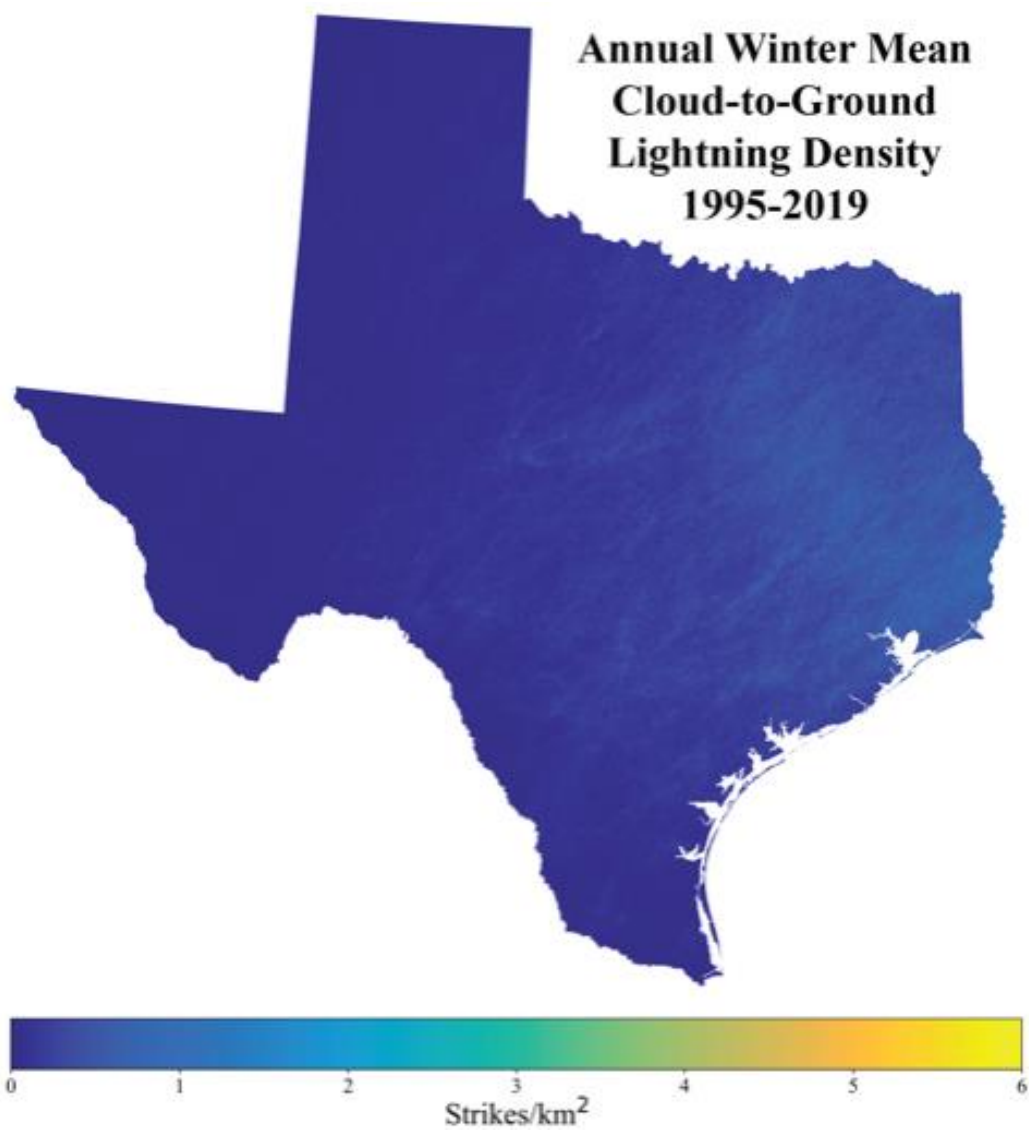 Annual Winter Mean
Cloud-to-Ground
Lightning Density
1995-2019
0 1 2 3 4 5 6
Strikes/km²